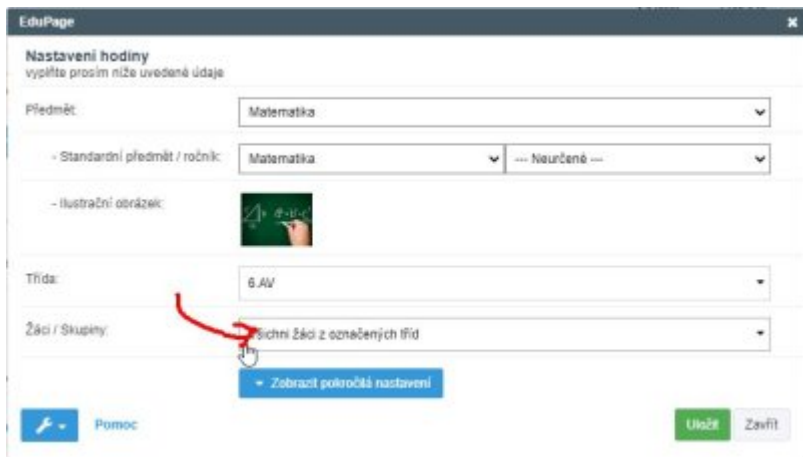 EduPage
Nastavení hodiny
vyplňte prosím níže uvedené údaje
Předmět: Matematika
- Standardní předmět / ročník: Matematika --- Neurčené ---
- Ilustrační obrázek:
Třída: 6.AV
Žáci / Skupiny: šichni žáci z označených tříd
Zobrazit pokročilá nastavení
Pomoc Uložit Zavřít